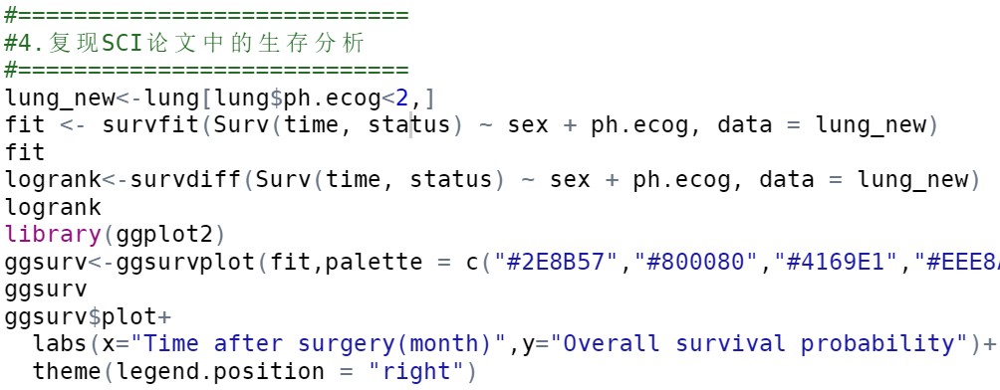 #============================
#4.复现SCI论文中的生存分析
#============================
lung_new<-lung[lung$ph.ecog<2,]
fit <- survfit(Surv(time, status) ~ sex + ph.ecog, data = lung_new)
fit
logrank<-survdiff(Surv(time, status) ~ sex + ph.ecog, data = lung_new)
logrank
library(ggplot2)
ggsurv<-ggsurvplot(fit,palette = c("#2E8B57","#800080","#4169E1","#EEE8
ggsurv
ggsurv$plot+
  labs(x="Time after surgery(month)",y="Overall survival probability")+
  theme(legend.position = "right")